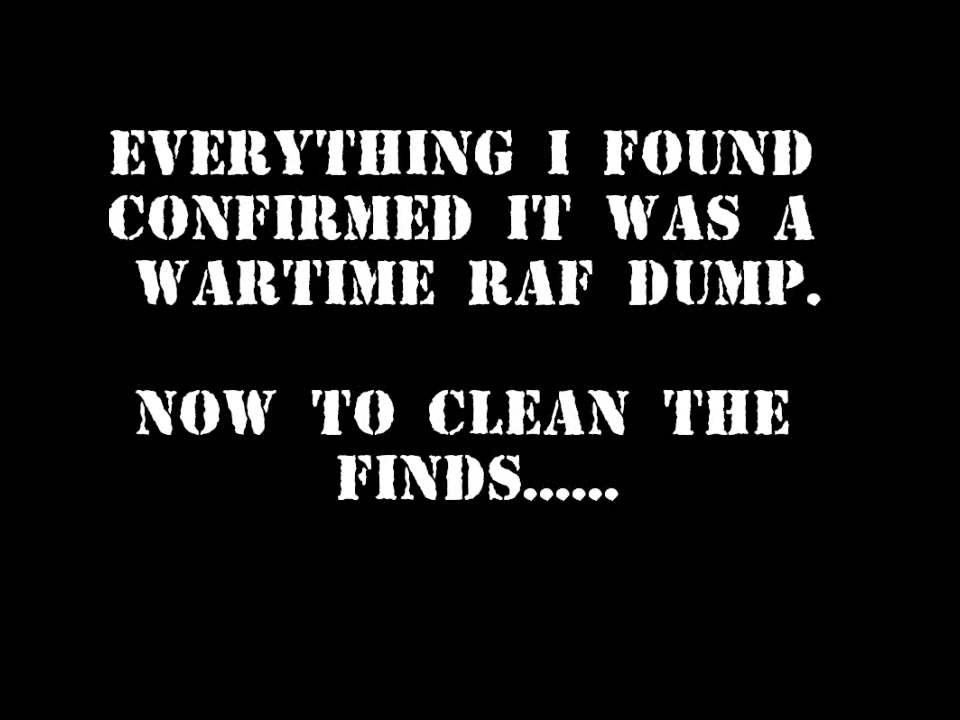 EVERYTHING I FOUND
CONFIRMED IT WAS A
WARTIME RAF DUMP.
NOW TO CLEAN THE
FINDS......